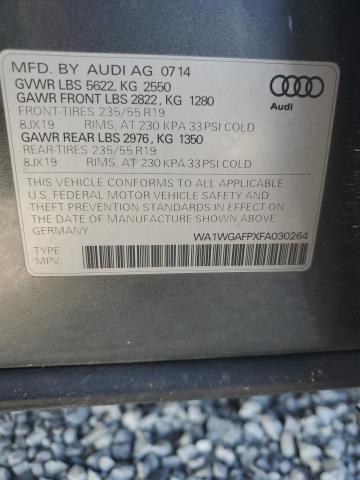 MFD. BY AUDI AG 07 14
GVWR LBS 5622, KG 2550
GAWR FRONT LBS 2822, KG 1280
FRONT-TIRES 235/55 R19
8JX19 RIMS, AT 230 KPA 33 PSI COLD
GAWR REAR LBS 2976, KG 1350
REAR-TIRES 235/55 R19
8JX19 RIMS, AT 230 KPA 33 PSI COLD
Audi
THIS VEHICLE CONFORMS TO ALL APPLICABLE
U.S. FEDERAL MOTOR VEHICLE SAFETY AND
THEFT PREVENTION STANDARDS IN EFFECT ON
THE DATE OF MANUFACTURE SHOWN ABOVE
GERMANY
WA1WGAFPXFA030264
TYPE
MPV